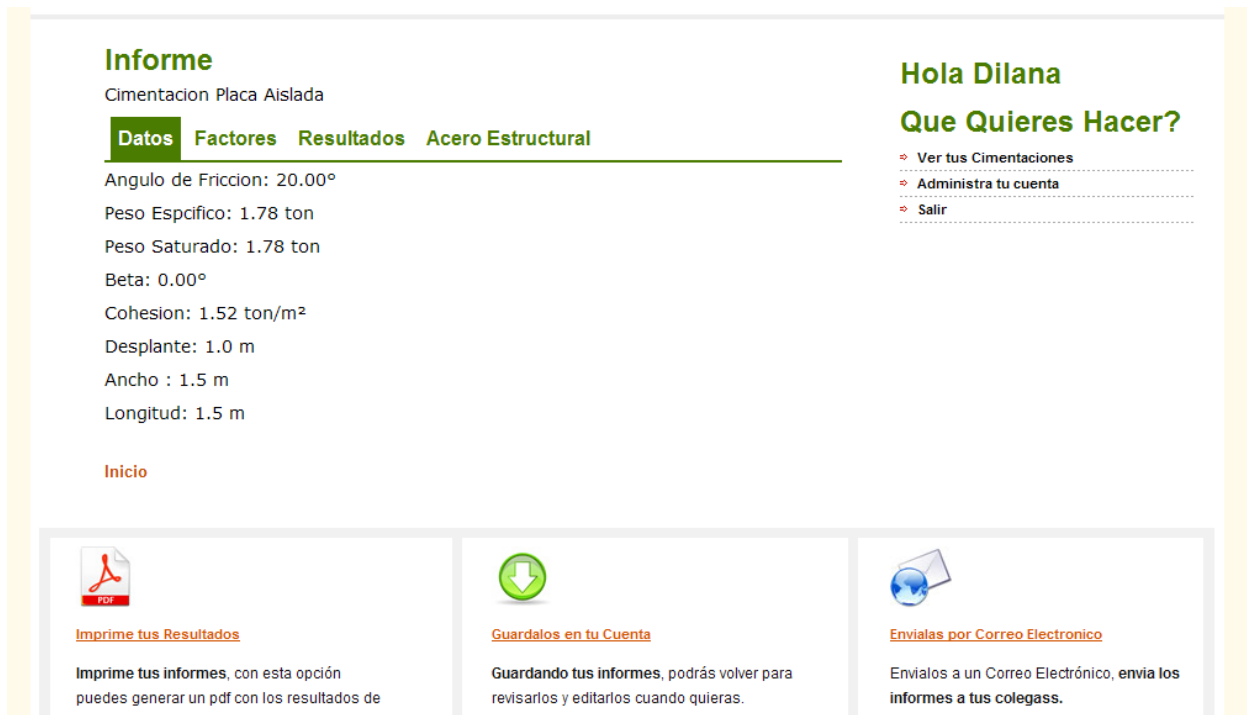 Informe
Cimentacion Placa Aislada
Datos Factores Resultados Acero Estructural
Angulo de Friccion: 20.00°
Peso Espcifico: 1.78 ton
Peso Saturado: 1.78 ton
Beta: 0.00°
Cohesion: 1.52 ton/m²
Desplante: 1.0 m
Ancho : 1.5 m
Longitud: 1.5 m
Inicio
Hola Dilana
Que Quieres Hacer?
Ver tus Cimentaciones
Administra tu cuenta
Salir
PDF
Imprime tus Resultados
Imprime tus informes, con esta opción
puedes generar un pdf con los resultados de
Guardalos en tu Cuenta
Guardando tus informes, podrás volver para
revisarlos y editarlos cuando quieras.
Envialas por Correo Electronico
Envialos a un Correo Electrónico, envia los
informes a tus colegass.